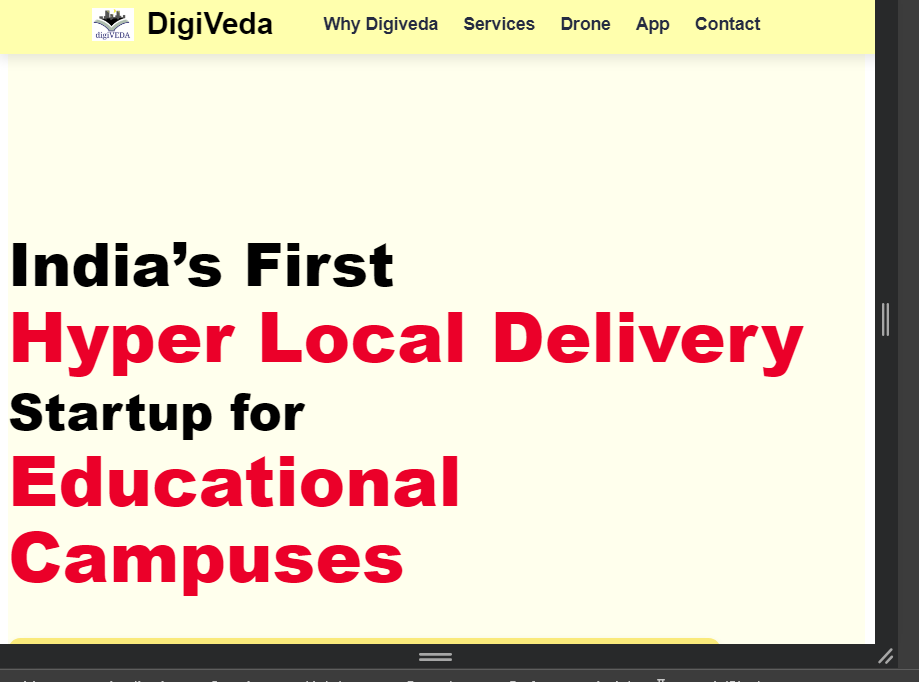 digiVEDA
DigiVeda
Why Digiveda
Services
Drone
App
Contact
India’s First
Hyper Local Delivery
Startup for
Educational
Campuses